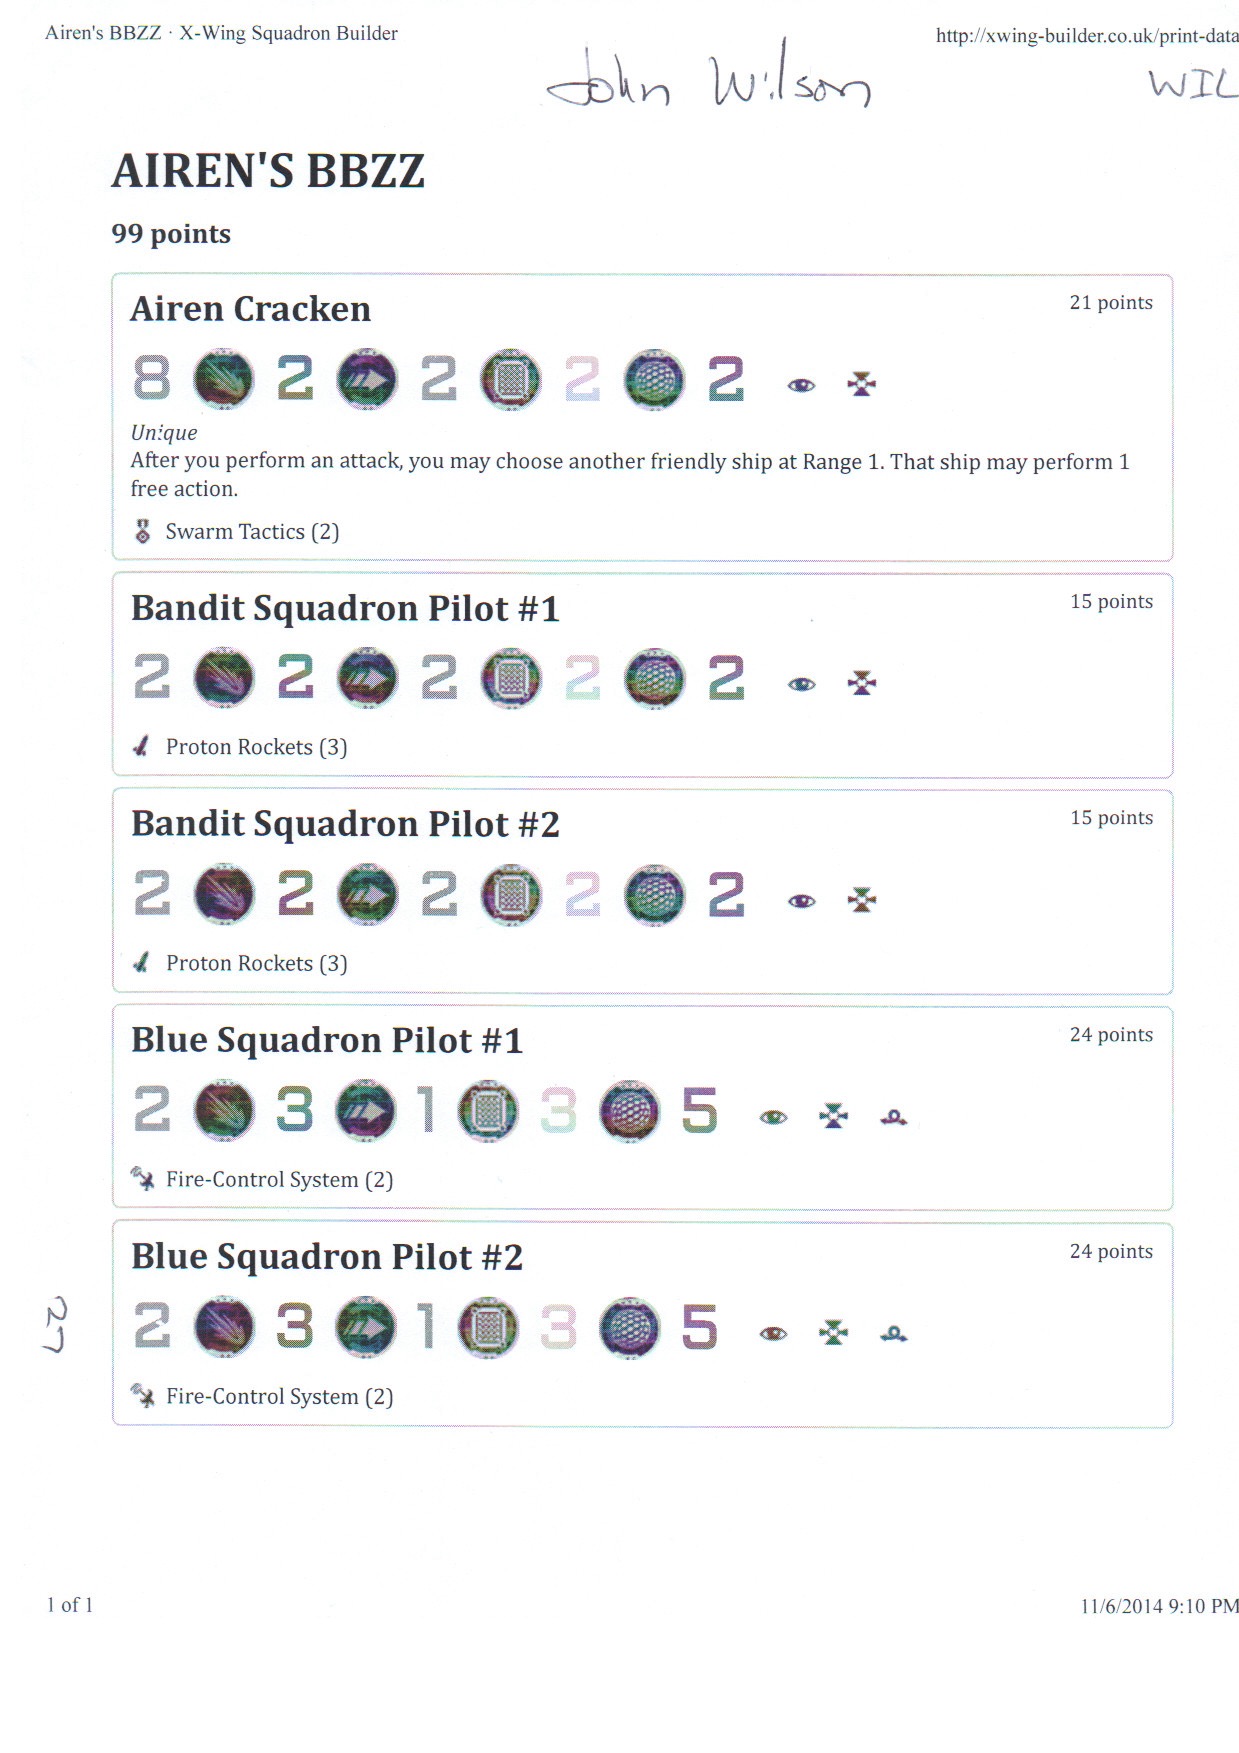 Airen's BBZZ · X-Wing Squadron Builder
http://xwing-builder.co.uk/print-data
John Wilson
WIL
AIREN'S BBZZ
99 points
Airen Cracken
21 points
8 2 2 2 2
Unique
After you perform an attack, you may choose another friendly ship at Range 1. That ship may perform 1
free action.
Swarm Tactics (2)
Bandit Squadron Pilot #1
15 points
2 2 2 2 2
Proton Rockets (3)
Bandit Squadron Pilot #2
15 points
2 2 2 2 2
Proton Rockets (3)
Blue Squadron Pilot #1
24 points
2 3 1 3 5
Fire-Control System (2)
Blue Squadron Pilot #2
24 points
2 3 1 3 5
Fire-Control System (2)
27
1 of 1
11/6/2014 9:10 PM